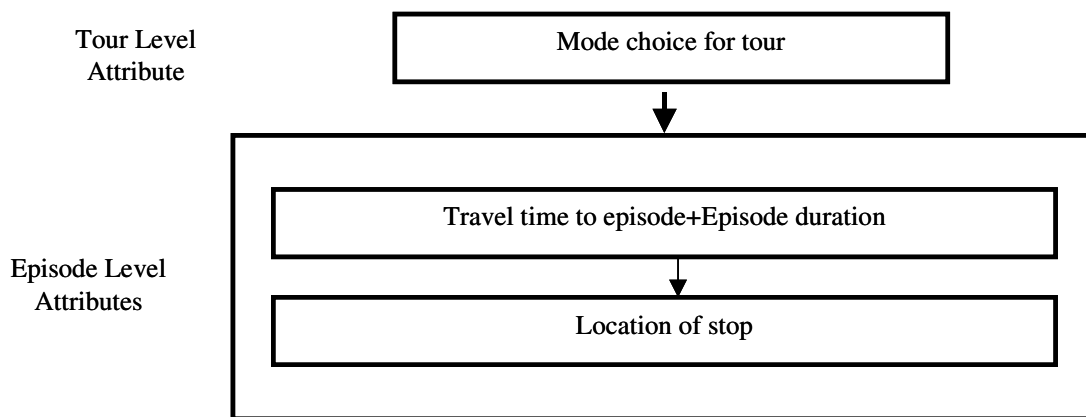 Tour Level
Attribute
Mode choice for tour
Travel time to episode+Episode duration
Episode Level
Attributes
Location of stop